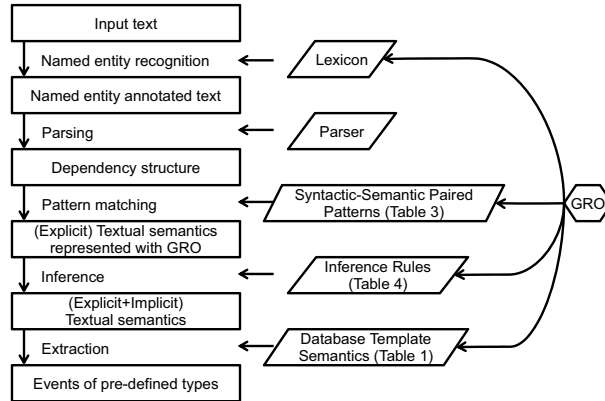 Input text
Named entity recognition
Lexicon
Named entity annotated text
Parsing
Parser
Dependency structure
Pattern matching
Syntactic-Semantic Paired
Patterns (Table 3)
GRO
(Explicit) Textual semantics
represented with GRO
Inference
Inference Rules
(Table 4)
(Explicit+Implicit)
Textual semantics
Extraction
Database Template
Semantics (Table 1)
Events of pre-defined types